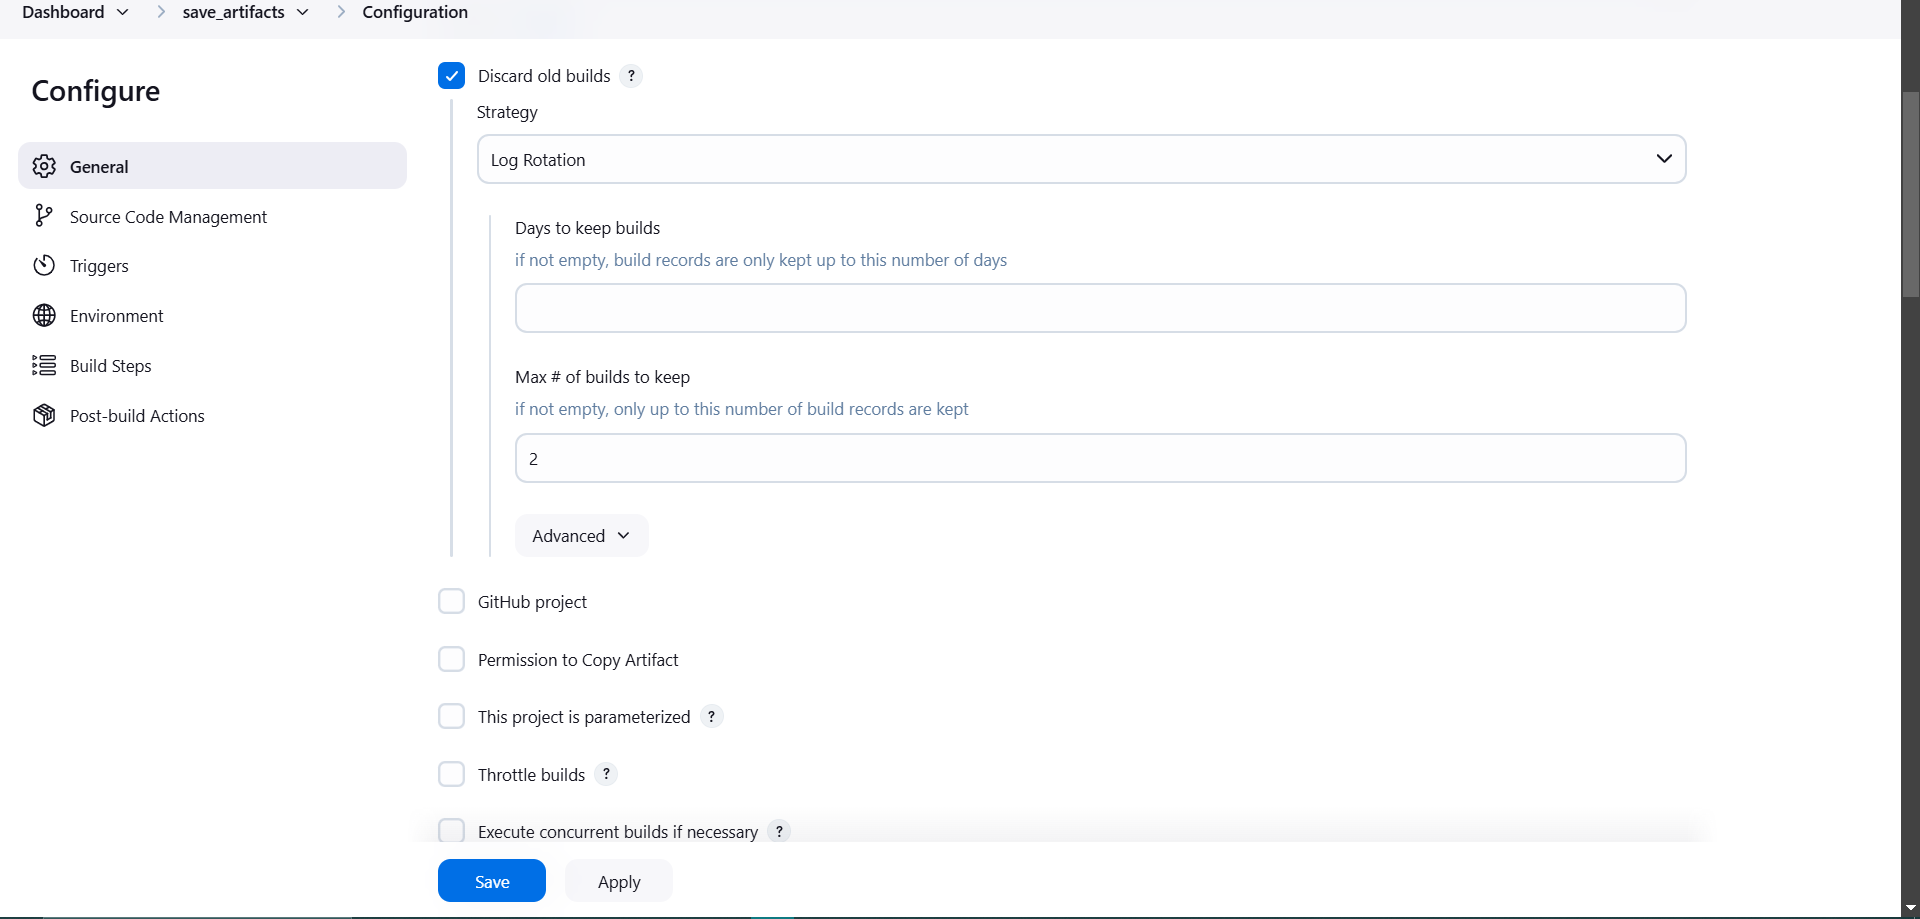 Dashboard
save_artifacts
Configuration
Configure
General
Source Code Management
Triggers
Environment
Build Steps
Post-build Actions
Discard old builds ?
Strategy
Log Rotation
Days to keep builds
if not empty, build records are only kept up to this number of days
Max # of builds to keep
if not empty, only up to this number of build records are kept
2
Advanced
GitHub project
Permission to Copy Artifact
This project is parameterized ?
Throttle builds ?
Execute concurrent builds if necessary ?
Save
Apply